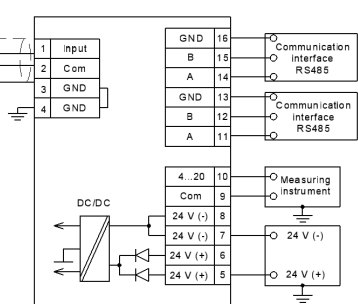 GND 16
B 15
A 14
GND 13
B 12
A 11
Communication
interface
RS485
Communication
interface
RS485
1 Input
2 Com
3 GND
4 GND
4...20 10
Com 9
24 V (-) 8
24 V (-) 7
24 V (+) 6
24 V (+) 5
Measuring
instrument
DC/DC
24 V (-)
24 V (+)